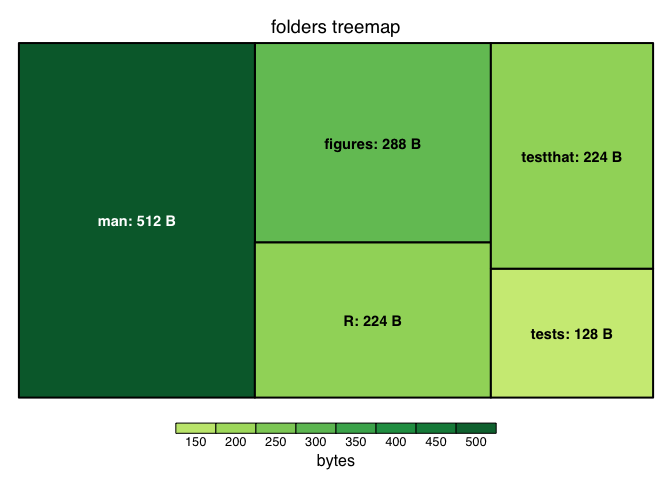 folders treemap
man: 512 B
figures: 288 B
R: 224 B
testthat: 224 B
tests: 128 B
150 200 250 300 350 400 450 500
bytes